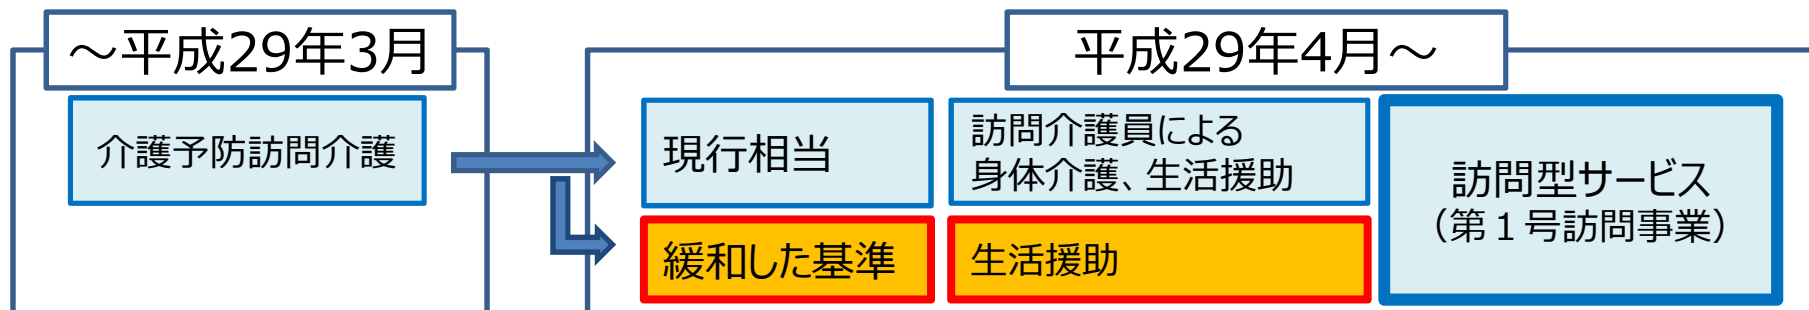 ～平成29年3月
平成29年4月～
介護予防訪問介護
現行相当
訪問介護員による
身体介護、生活援助
緩和した基準
生活援助
訪問型サービス
（第１号訪問事業）